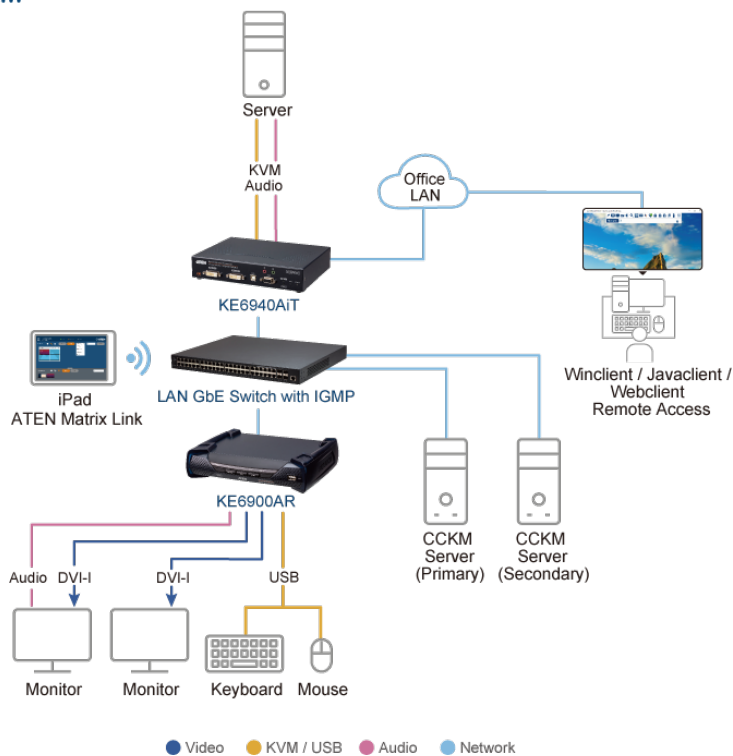 Server
KVM
Audio
Office
LAN
KE6940AiT
iPad
ATEN Matrix Link
LAN GbE Switch with IGMP
Winclient / Javaclient /
Webclient
Remote Access
KE6900AR
CCKM
Server
(Primary)
CCKM
Server
(Secondary)
Audio
DVI-I
DVI-I
USB
Monitor
Monitor
Keyboard
Mouse
Video
KVM / USB
Audio
Network